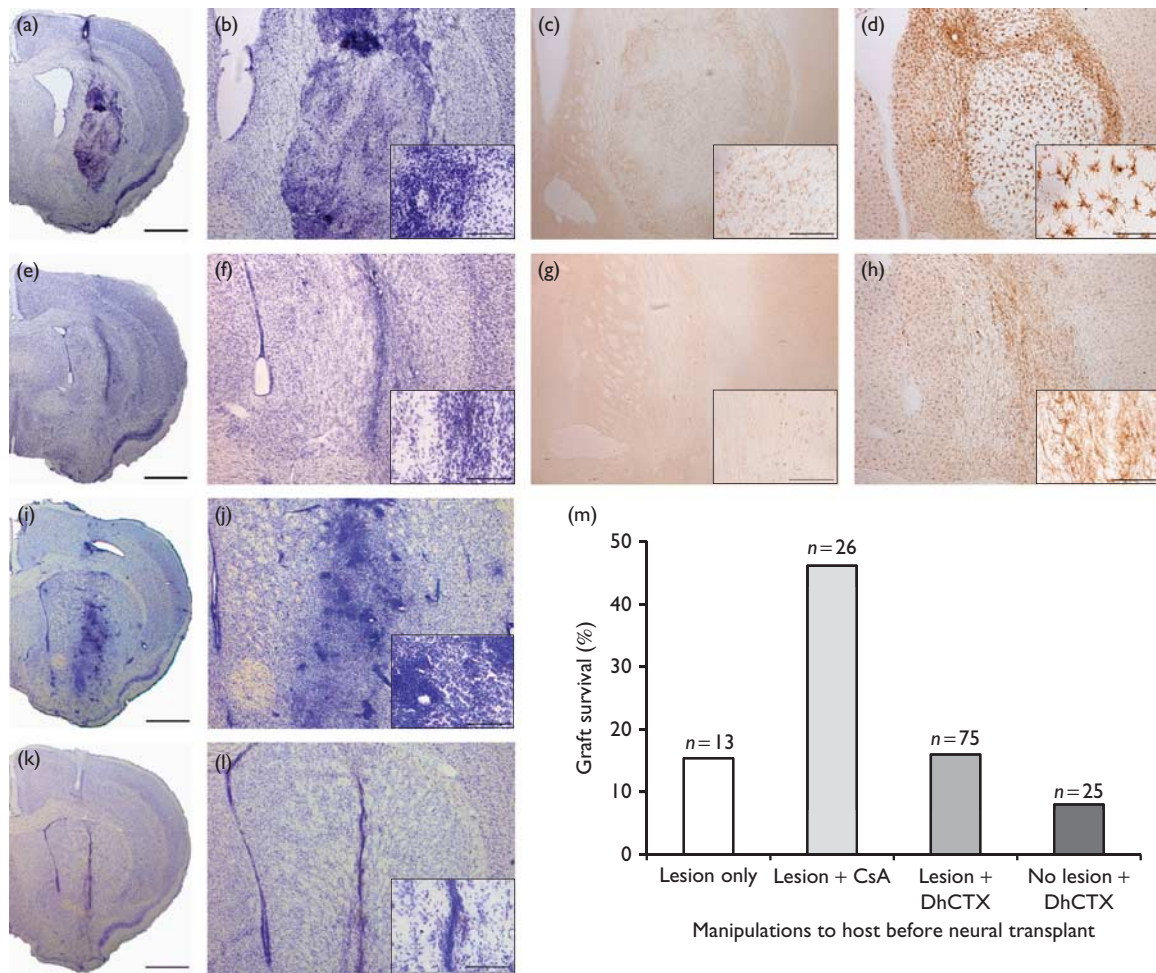 (a)
(b)
(c)
(d)
(e)
(f)
(g)
(h)
(i)
(j)
(k)
(l)
(m)
50
40
30
20
10
0
Graft survival (%)
n=13
n=26
n=75
n=25
Lesion only
Lesion + CsA
Lesion +
DhCTX
No lesion +
DhCTX
Manipulations to host before neural transplant